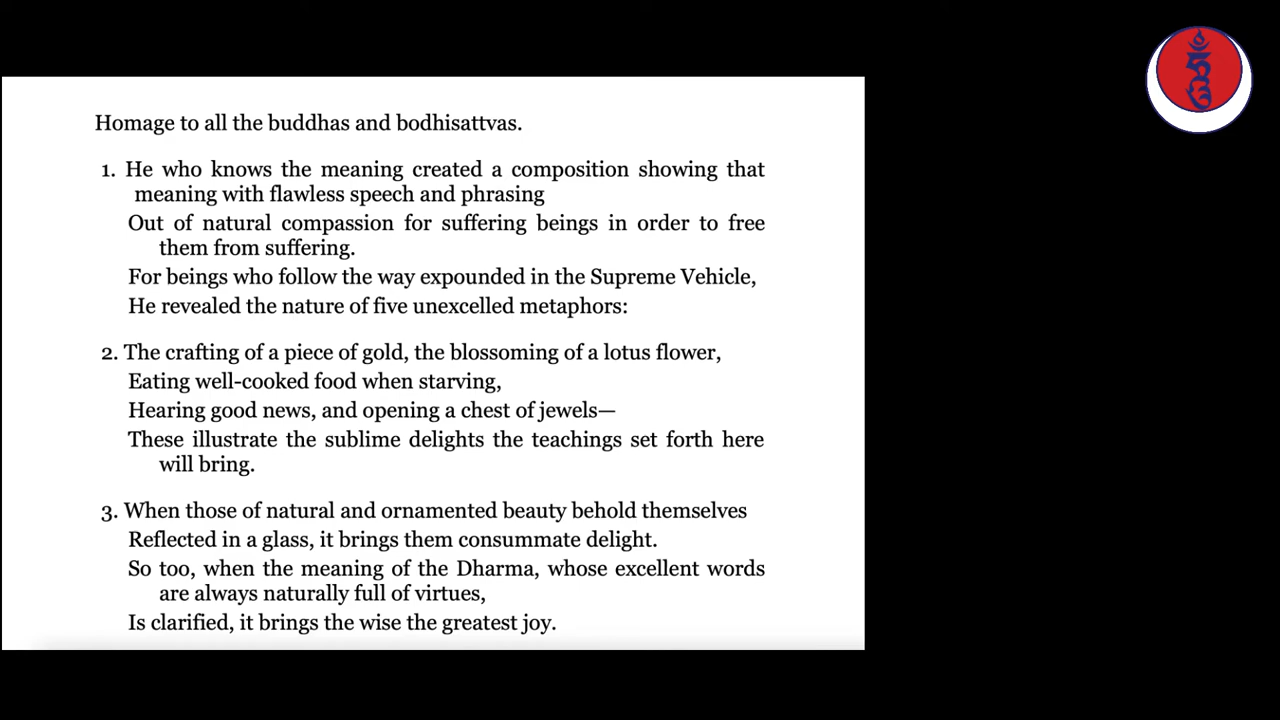 Homage to all the buddhas and bodhisattvas.
1. He who knows the meaning created a composition showing that
meaning with flawless speech and phrasing
Out of natural compassion for suffering beings in order to free
them from suffering.
For beings who follow the way expounded in the Supreme Vehicle,
He revealed the nature of five unexcelled metaphors:
2. The crafting of a piece of gold, the blossoming of a lotus flower,
Eating well-cooked food when starving,
Hearing good news, and opening a chest of jewels—
These illustrate the sublime delights the teachings set forth here
will bring.
3. When those of natural and ornamented beauty behold themselves
Reflected in a glass, it brings them consummate delight.
So too, when the meaning of the Dharma, whose excellent words
are always naturally full of virtues,
Is clarified, it brings the wise the greatest joy.